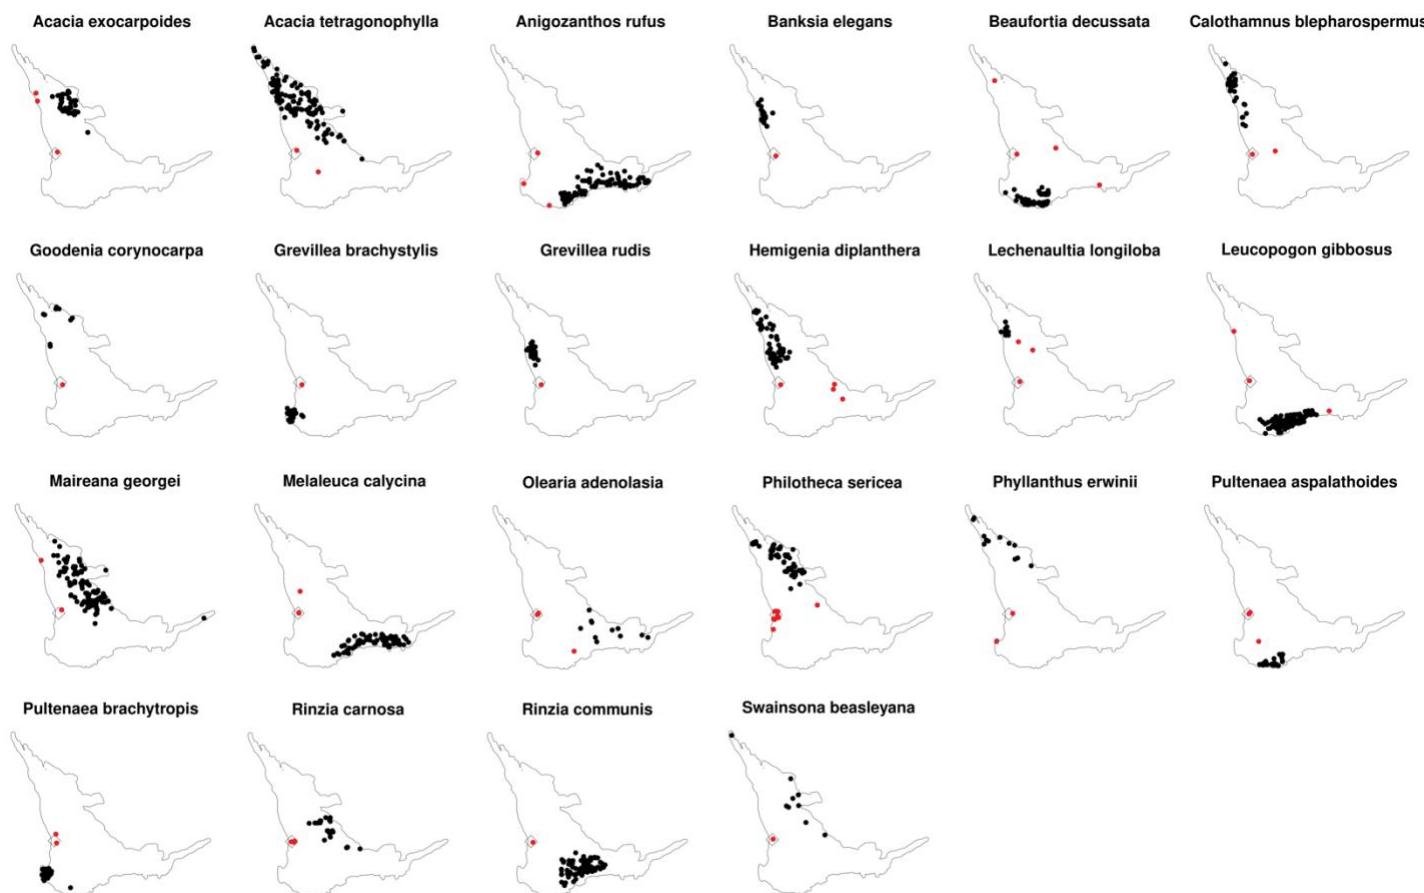 Acacia exocarpoides
Acacia tetragonophylla
Anigozanthos rufus
Banksia elegans
Beaufortia decussata
Calothamnus blepharospermus
Goodenia corynocarpa
Grevillea brachystylis
Grevillea rudis
Hemigenia diplanthera
Lechenaultia longiloba
Leucopogon gibbosus
Maireana georgei
Melaleuca calycina
Olearia adenolasia
Philotheca sericea
Phyllanthus erwinii
Pultenaea aspalathoides
Pultenaea brachytropis
Rinzia carnosa
Rinzia communis
Swainsona beasleyana